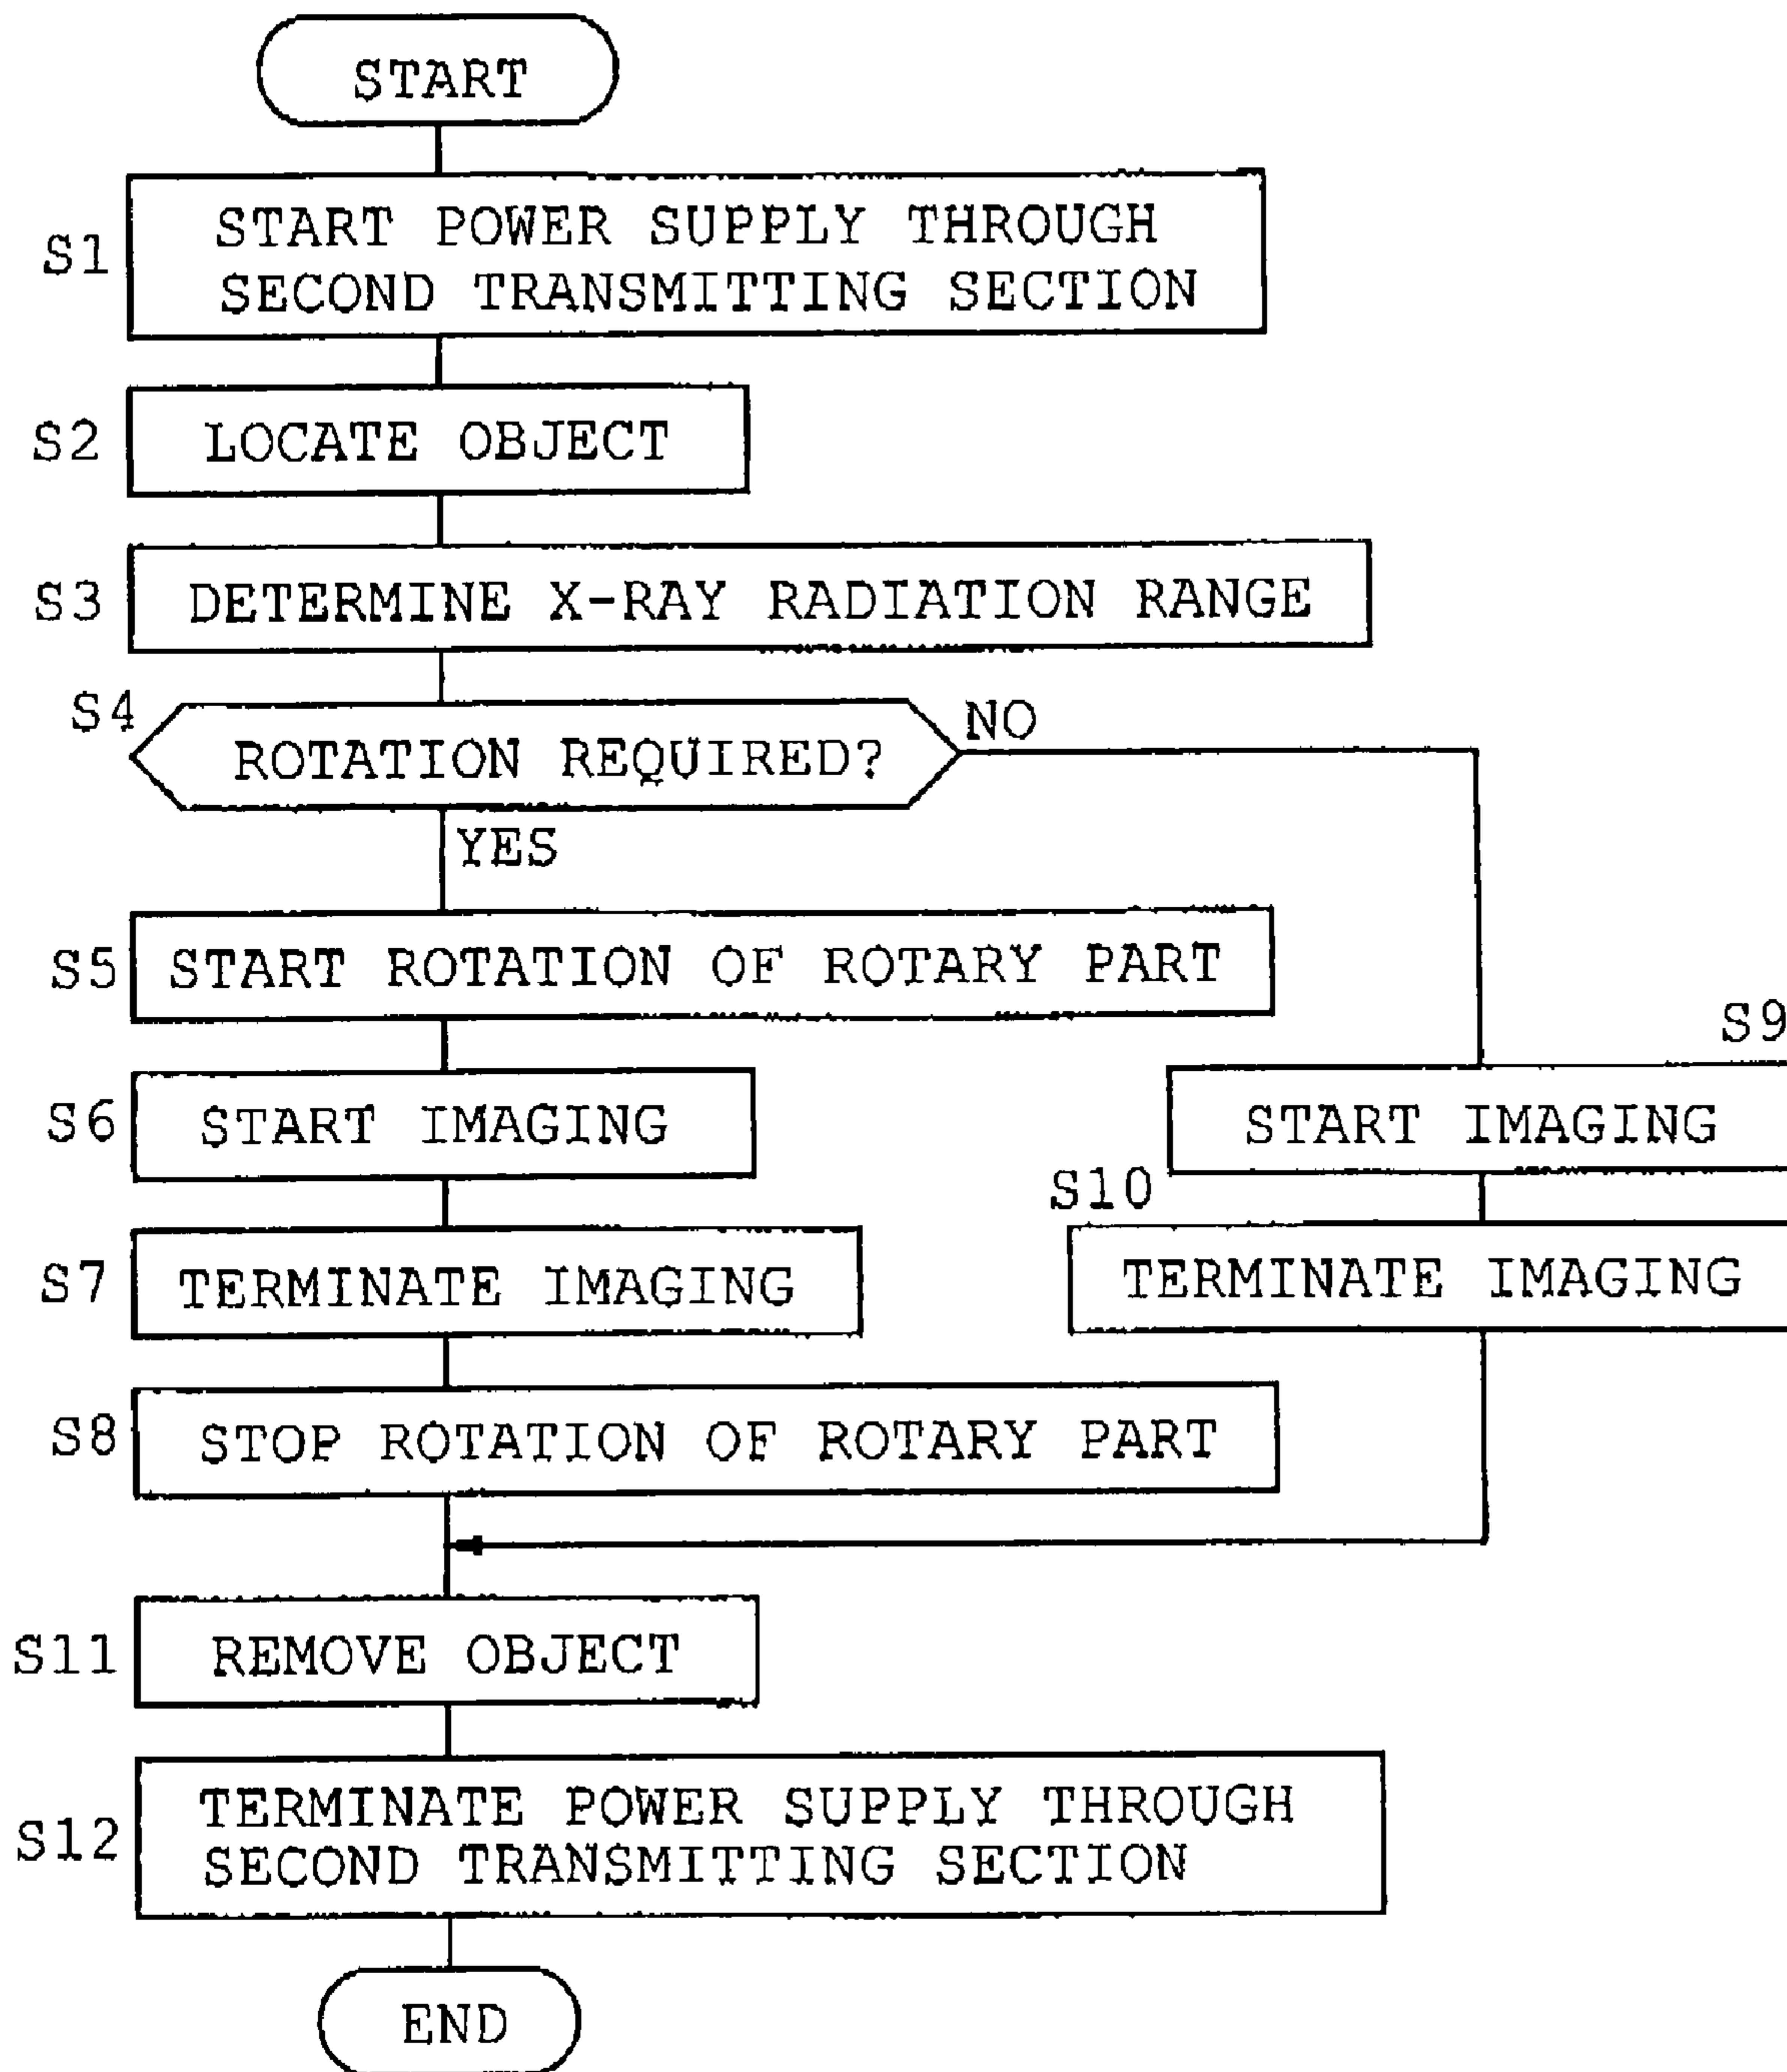 START
S1
START POWER SUPPLY THROUGH
SECOND TRANSMITTING SECTION
S2
LOCATE OBJECT
S3
DETERMINE X-RAY RADIATION RANGE
S4
ROTATION REQUIRED?
NO
YES
S5
START ROTATION OF ROTARY PART
S6
START IMAGING
S7
TERMINATE IMAGING
S8
STOP ROTATION OF ROTARY PART
S9
START IMAGING
S10
TERMINATE IMAGING
S11
REMOVE OBJECT
S12
TERMINATE POWER SUPPLY THROUGH
SECOND TRANSMITTING SECTION
END